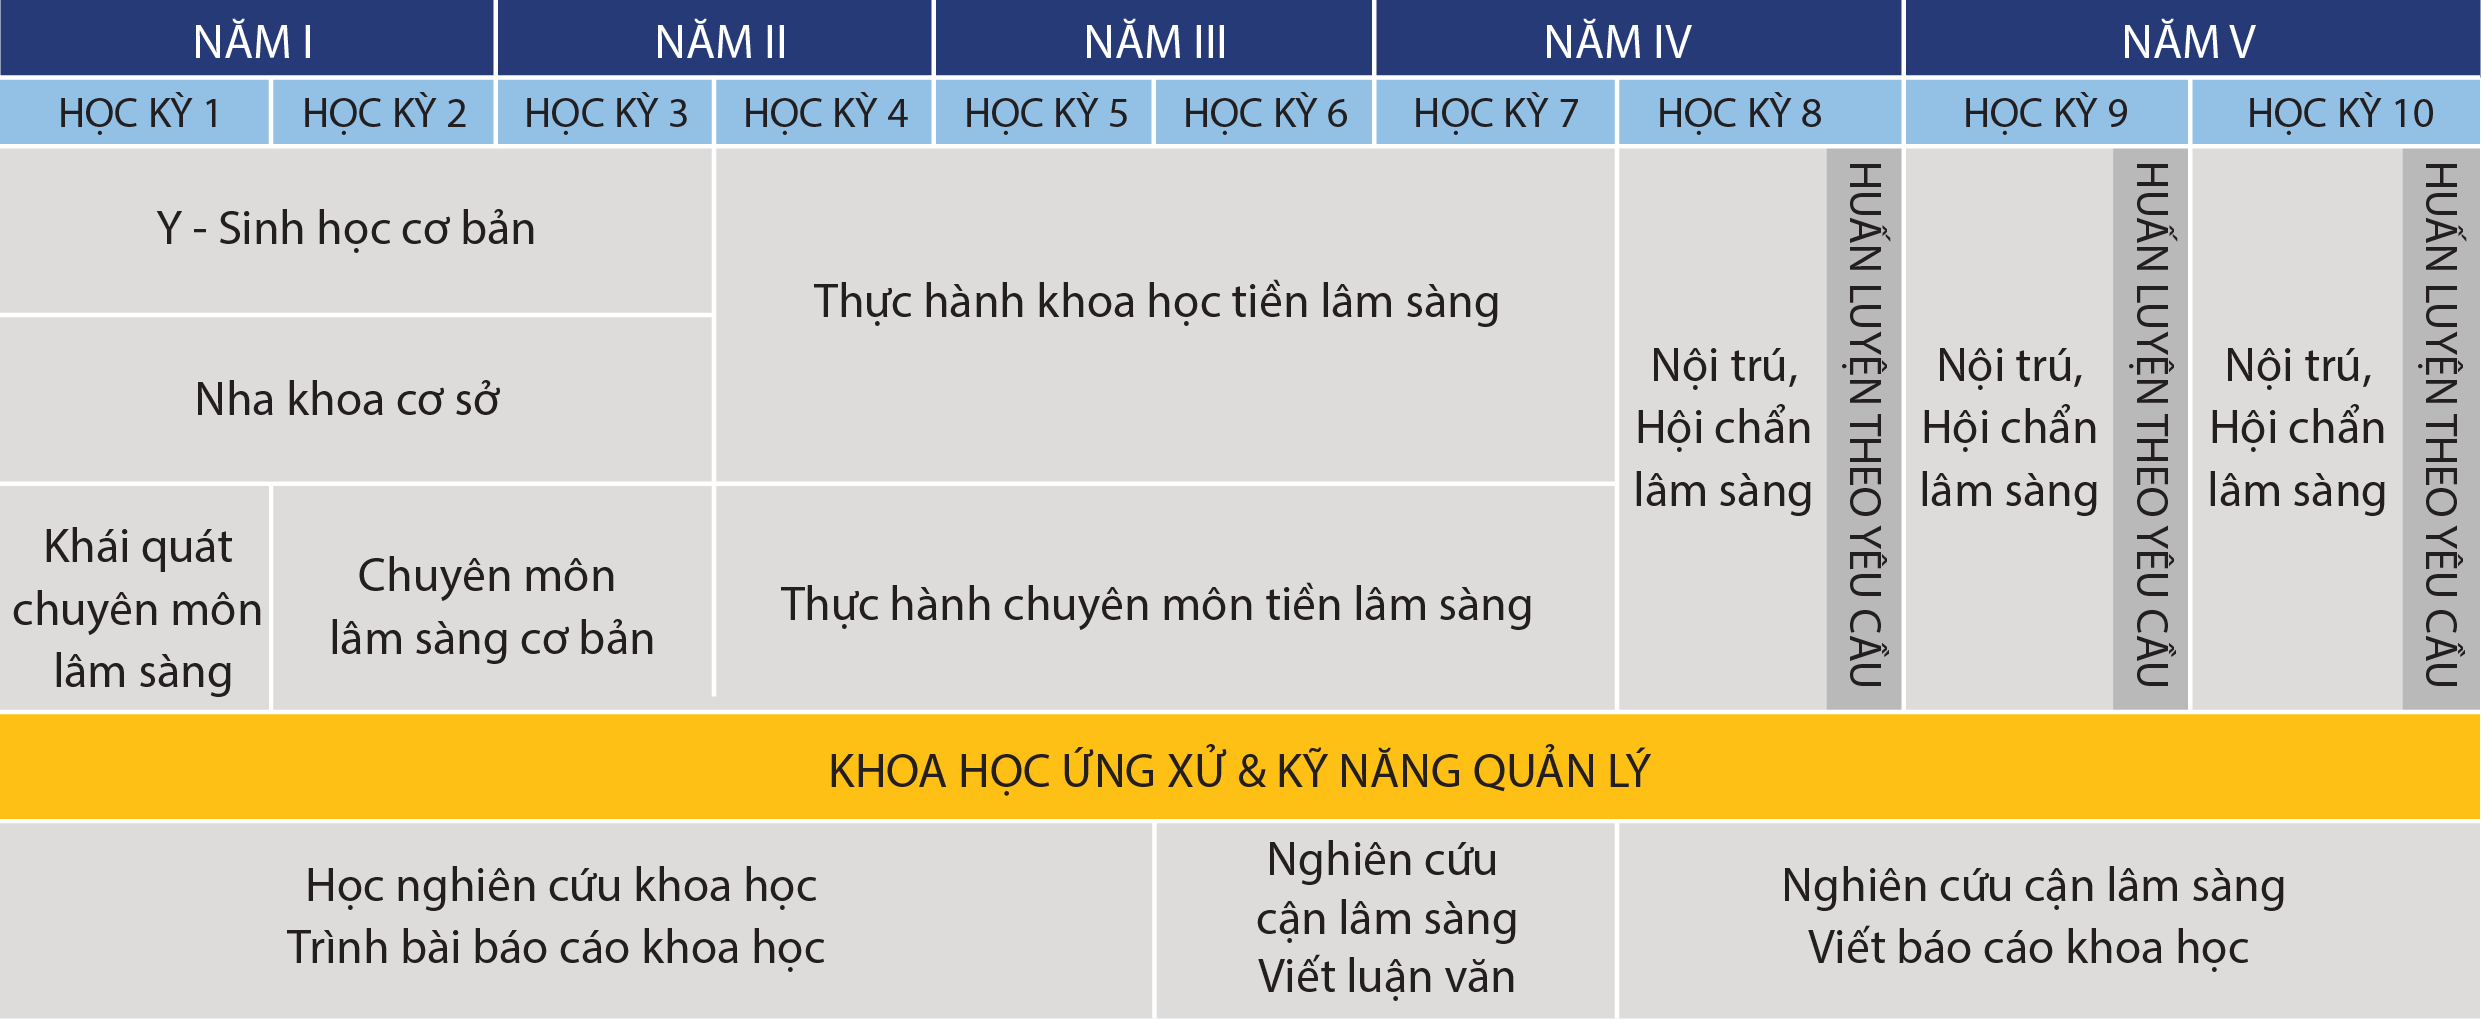 NĂM I
NĂM II
NĂM III
NĂM IV
NĂM V
HỌC KỲ 1
HỌC KỲ 2
HỌC KỲ 3
HỌC KỲ 4
HỌC KỲ 5
HỌC KỲ 6
HỌC KỲ 7
HỌC KỲ 8
HỌC KỲ 9
HỌC KỲ 10
Y - Sinh học cơ bản
Nha khoa cơ sở
Khái quát
chuyên môn
lâm sàng
Chuyên môn
lâm sàng cơ bản
Thực hành khoa học tiền lâm sàng
Thực hành chuyên môn tiền lâm sàng
Nội trú,
Hội chẩn
lâm sàng
HUẤN LUYỆN THEO YÊU CẦU
Nội trú,
Hội chẩn
lâm sàng
HUẤN LUYỆN THEO YÊU CẦU
Nội trú,
Hội chẩn
lâm sàng
HUẤN LUYỆN THEO YÊU CẦU
KHOA HỌC ỨNG XỬ & KỸ NĂNG QUẢN LÝ
Học nghiên cứu khoa học
Trình bài báo cáo khoa học
Nghiên cứu
cận lâm sàng
Viết luận văn
Nghiên cứu cận lâm sàng
Viết báo cáo khoa học